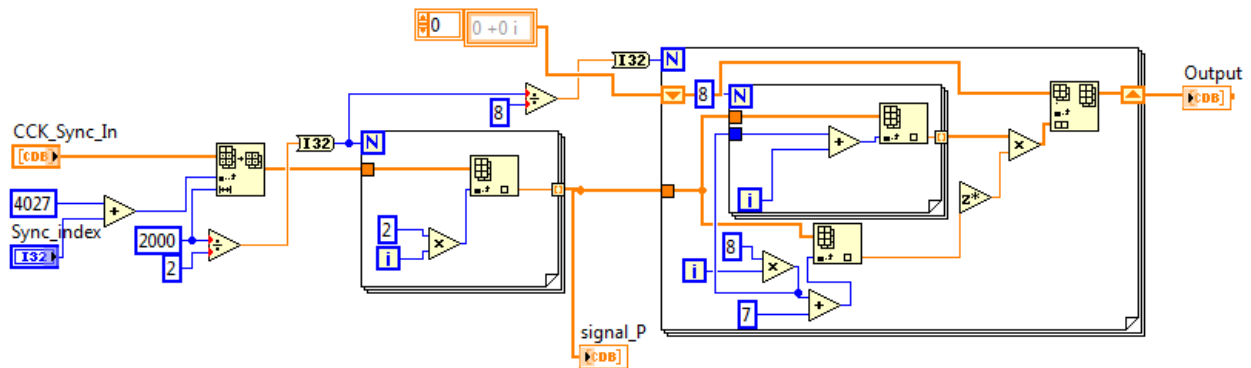 0
0 +0 i
I32
N
8
8
N
Output
[CDB]
CCK_Sync_In
[CDB]
I32
N
4027
Sync_index
I32
2000
2
2
i
i
z*
8
i
7
signal_P
[CDB]